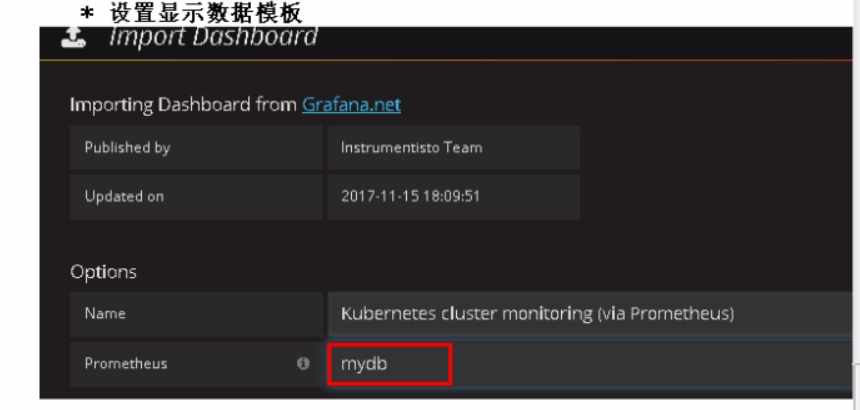 * 设置显示数据模板
Import Dashboard
Importing Dashboard from Grafana.net
Published by Instrumentisto Team
Updated on 2017-11-15 18:09:51
Options
Name Kubernetes cluster monitoring (via Prometheus)
Prometheus mydb